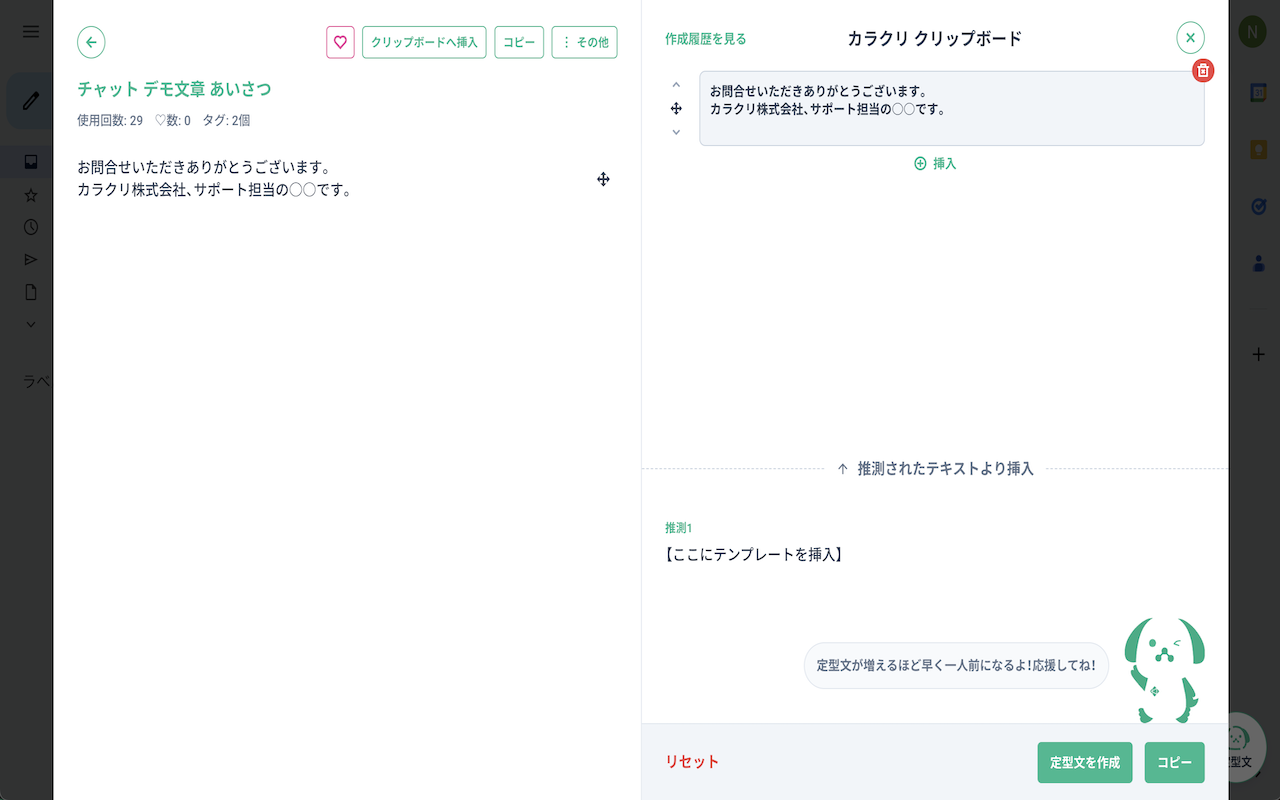 クリップボードへ挿入
コピー
⋮ その他
チャット デモ文章 あいさつ
使用回数: 29 ♡数: 0 タグ: 2個
お問合せいただきありがとうございます。
カラクリ株式会社、サポート担当の○○です。
作成履歴を見る
カラクリ クリップボード
お問合せいただきありがとうございます。
カラクリ株式会社、サポート担当の○○です。
挿入
↑ 推測されたテキストより挿入
推測1
【ここにテンプレートを挿入】
定型文が増えるほど早く一人前になるよ!応援してね!
リセット
定型文を作成
コピー
ラベ
N
31
型文